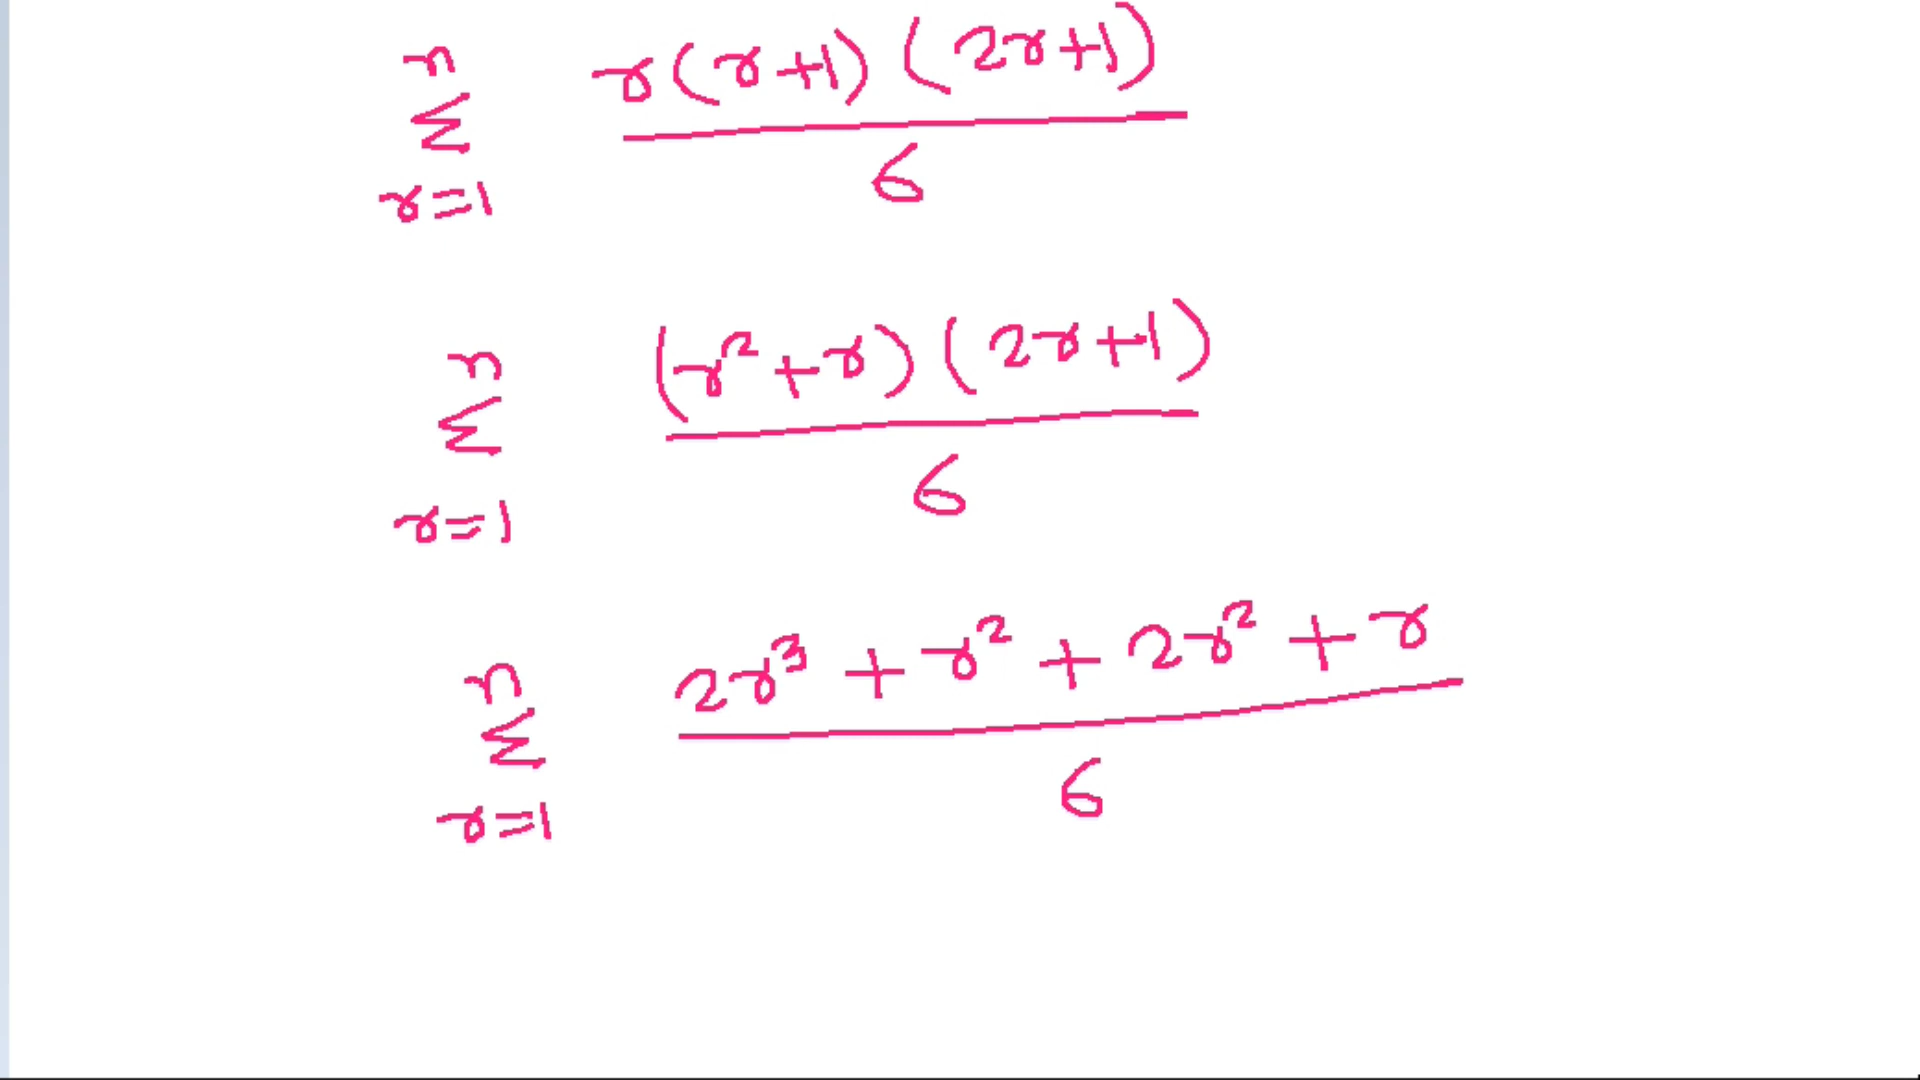 n
Σ r(r+1)(2r+1)
r=1 6
n
Σ (r²+r)(2r+1)
r=1 6
n
Σ 2r³ + r² + 2r² + r
r=1 6